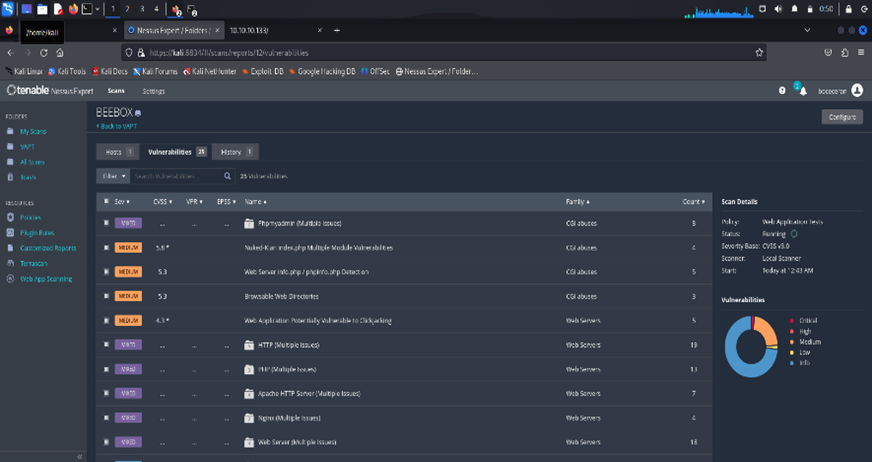 1 2 3 4 0:50
/home/kali Nessus Expert / Folders / 10.10.10.133/
https://kali:8834/#/scans/reports/12/vulnerabilities
Kali Linux Kali Tools Kali Docs Kali Forums Kali NetHunter Exploit-DB Google Hacking DB OffSec Nessus Expert / Folder…
tenable Nessus Expert Scans Settings
FOLDERS
My Scans
VAPT
All Scans
Trash
RESOURCES
Policies
Plugin Rules
Customized Reports
Terrascan
Web App Scanning
BEEBOX
< Back to VAPT
Configure
Hosts 1 Vulnerabilities 25 History 1
Filter Search Vulnerabilities 25 Vulnerabilities
Sev CVSS VPR EPSS Name Family Count
MIXED ... ... ... Phpmyadmin (Multiple Issues) CGI abuses 8
MEDIUM 5.8 * Nuked-Klan index.php Multiple Module Vulnerabilities CGI abuses 4
MEDIUM 5.3 Web Server info.php / phpinfo.php Detection CGI abuses 5
MEDIUM 5.3 Browsable Web Directories CGI abuses 3
MEDIUM 4.3 * Web Application Potentially Vulnerable to Clickjacking Web Servers 5
MIXED ... ... ... HTTP (Multiple Issues) Web Servers 19
MIXED ... ... ... PHP (Multiple Issues) Web Servers 13
MIXED ... ... ... Apache HTTP Server (Multiple Issues) Web Servers 7
MIXED ... ... ... Nginx (Multiple Issues) Web Servers 4
MIXED ... ... ... Web Server (Multiple Issues) Web Servers 18
Scan Details
Policy: Web Application Tests
Status: Running
Severity Base: CVSS v3.0
Scanner: Local Scanner
Start: Today at 12:43 AM
Vulnerabilities
Critical
High
Medium
Low
Info